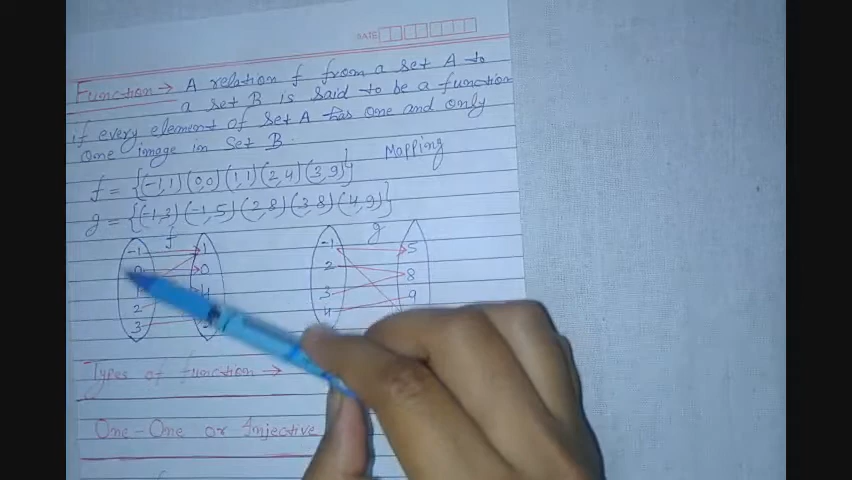 DATE
Function → A relation f from a set A to
a set B is said to be a function
if every element of set A has one and only
one image in set B.
f = {(-1,1)(0,0)(1,1)(2,4)(3,9)} Mapping
g = {(-1,3)(-1,5)(2,8)(3,8)(4,9)}
f g
-1 1 -1 5
0 0 2 8
2 3 9
3 4
Types of function →
One-One or Injective